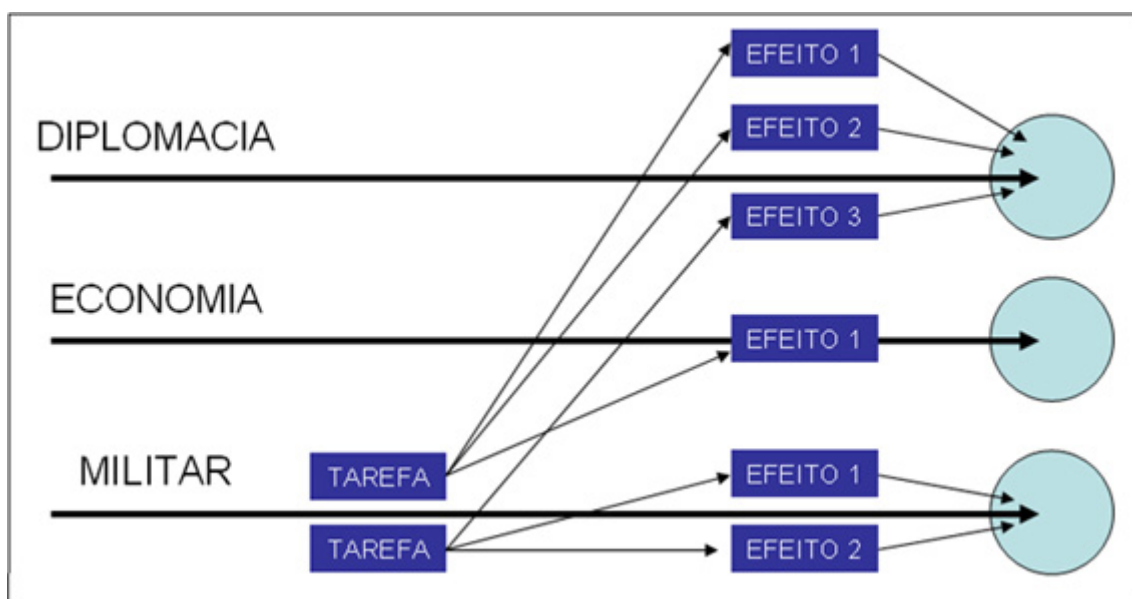 EFEITO 1
DIPLOMACIA
EFEITO 2
EFEITO 3
ECONOMIA
EFEITO 1
MILITAR
TAREFA
EFEITO 1
TAREFA
EFEITO 2